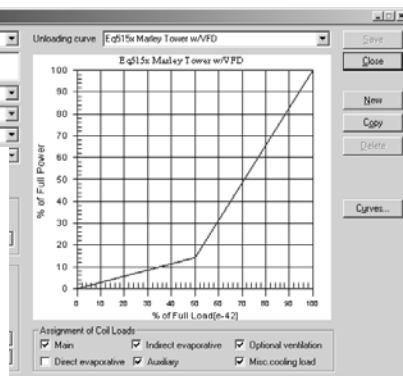 Unloading curve Eq515x Marley Tower w/VFD
Save
Eq515x Marley Tower w/VFD
Close
New
Copy
Delete
Curves...
% of Full Power
100
90
80
70
60
50
40
30
20
10
0
0 10 20 30 40 50 60 70 80 90 100
% of Full Load[e-42]
Assignment of Coil Loads
Main Indirect evaporative Optional ventilation
Direct evaporative Auxiliary Misc. cooling load